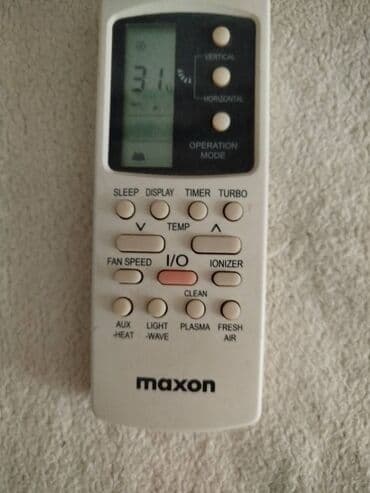 31
VERTICAL
HORIZONTAL
OPERATION
MODE
SLEEP DISPLAY TIMER TURBO
TEMP
FAN SPEED I/O IONIZER
CLEAN
AUX LIGHT PLASMA FRESH
-HEAT -WAVE AIR
maxon